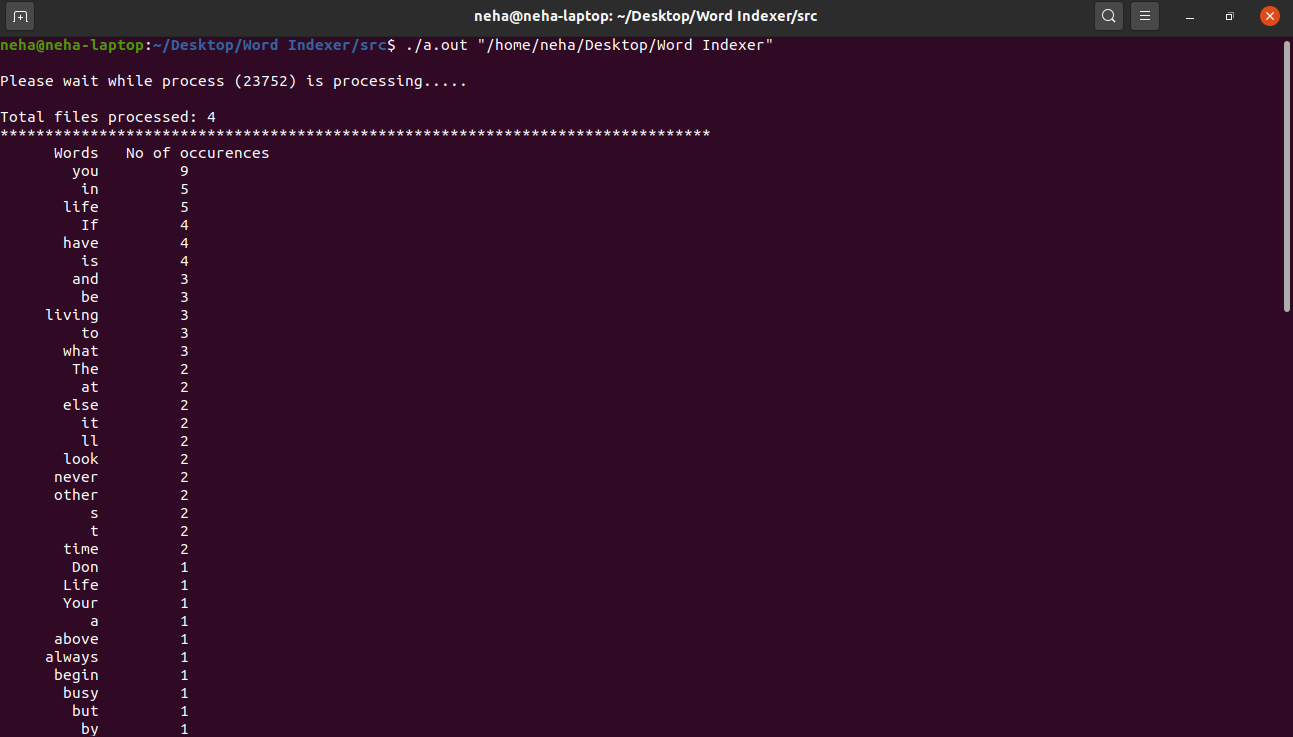 neha@neha-laptop: ~/Desktop/Word Indexer/src
neha@neha-laptop:~/Desktop/Word Indexer/src$ ./a.out "/home/neha/Desktop/Word Indexer"
Please wait while process (23752) is processing.....
Total files processed: 4
*******************************************************************************
Words No of occurences
you 9
in 5
life 5
If 4
have 4
is 4
and 3
be 3
living 3
to 3
what 3
The 2
at 2
else 2
it 2
ll 2
look 2
never 2
other 2
s 2
t 2
time 2
Don 1
Life 1
Your 1
a 1
above 1
always 1
begin 1
busy 1
but 1
by 1